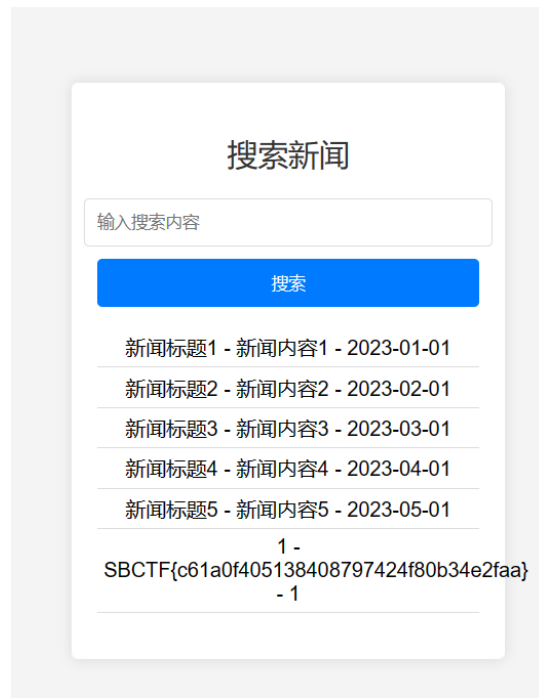 搜索新闻
输入搜索内容
搜索
新闻标题1 - 新闻内容1 - 2023-01-01
新闻标题2 - 新闻内容2 - 2023-02-01
新闻标题3 - 新闻内容3 - 2023-03-01
新闻标题4 - 新闻内容4 - 2023-04-01
新闻标题5 - 新闻内容5 - 2023-05-01
1 -
SBCTF{c61a0f405138408797424f80b34e2faa}
- 1